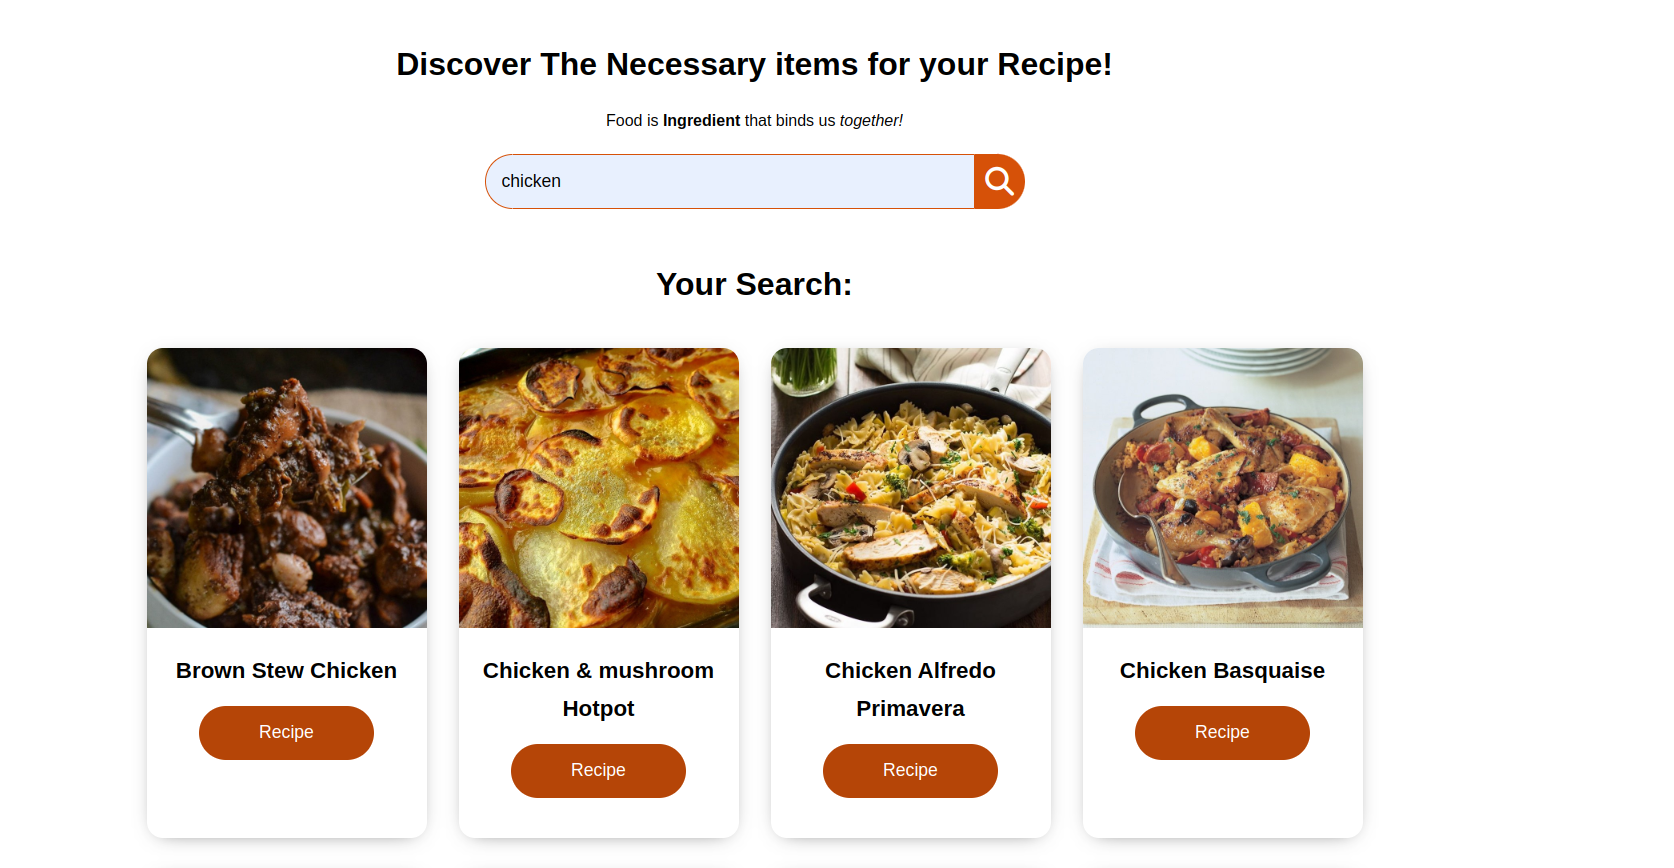 Discover The Necessary items for your Recipe!
Food is Ingredient that binds us together!
chicken
Your Search:
Brown Stew Chicken
Recipe
Chicken & mushroom
Hotpot
Recipe
Chicken Alfredo
Primavera
Recipe
Chicken Basquaise
Recipe